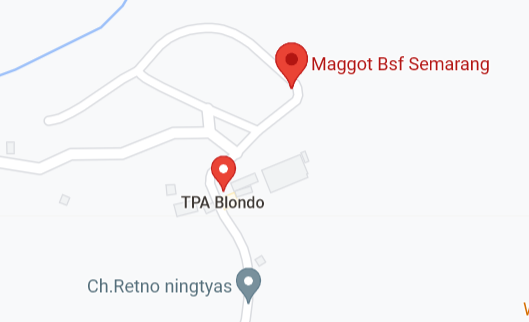 Maggot Bsf Semarang
TPA Blondo
Ch.Retno ningtyas